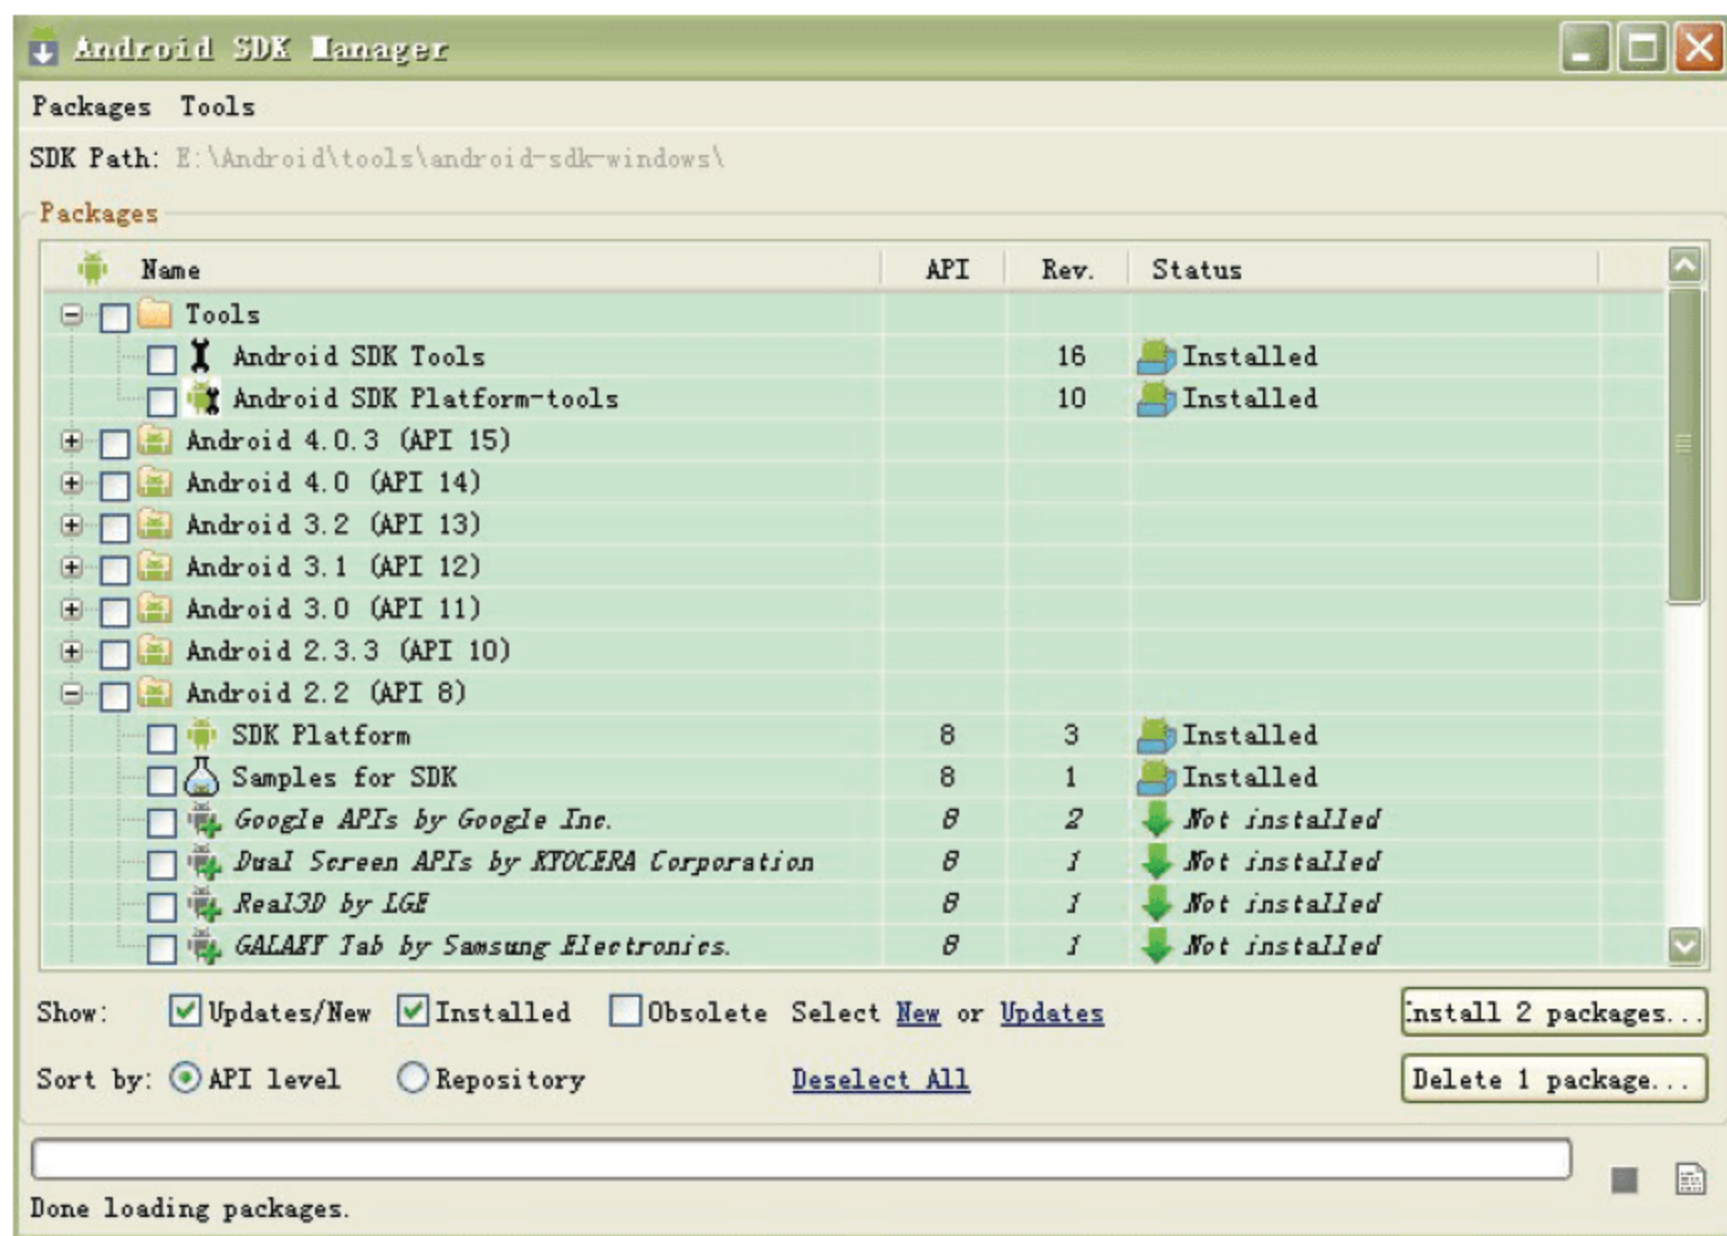 Android SDK Manager
Packages Tools
SDK Path: E:\Android\tools\android-sdk-windows\
Packages
Name API Rev. Status
Tools
Android SDK Tools 16 Installed
Android SDK Platform-tools 10 Installed
Android 4.0.3 (API 15)
Android 4.0 (API 14)
Android 3.2 (API 13)
Android 3.1 (API 12)
Android 3.0 (API 11)
Android 2.3.3 (API 10)
Android 2.2 (API 8)
SDK Platform 8 3 Installed
Samples for SDK 8 1 Installed
Google APIs by Google Inc. 8 2 Not installed
Dual Screen APIs by KYOCERA Corporation 8 1 Not installed
Real3D by LGE 8 1 Not installed
GALAXY Tab by Samsung Electronics. 8 1 Not installed
Show: Updates/New Installed Obsolete Select New or Updates Install 2 packages...
Sort by: API level Repository Deselect All Delete 1 package...
Done loading packages.